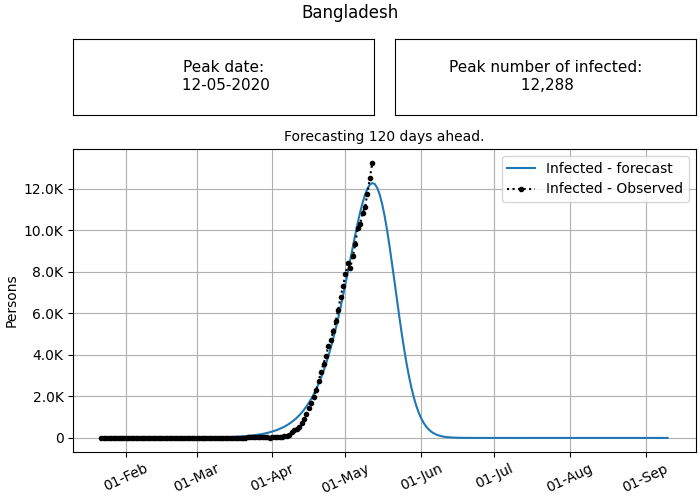 Bangladesh
Peak date:
12-05-2020
Peak number of infected:
12,288
Forecasting 120 days ahead.
Infected - forecast
Infected - Observed
12.0K
10.0K
8.0K
6.0K
4.0K
2.0K
0
Persons
01-Feb
01-Mar
01-Apr
01-May
01-Jun
01-Jul
01-Aug
01-Sep